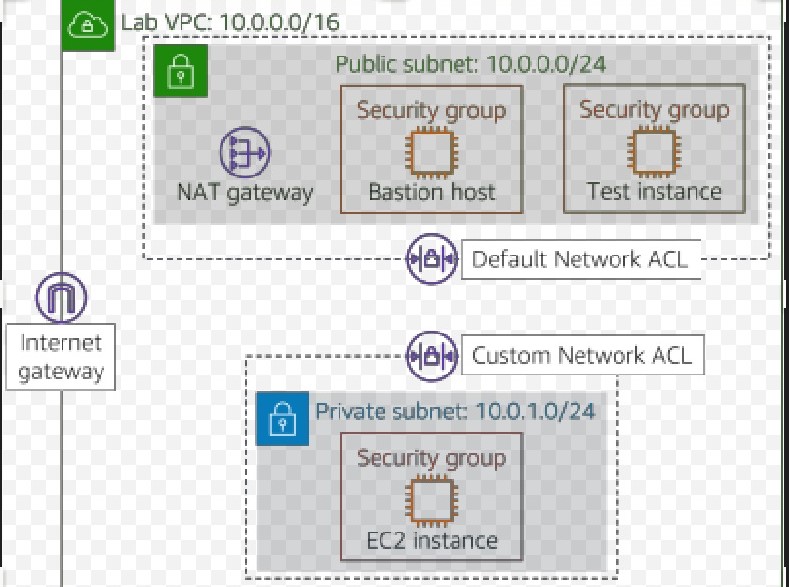 Lab VPC: 10.0.0.0/16
Public subnet: 10.0.0.0/24
Security group
Security group
NAT gateway
Bastion host
Test instance
Default Network ACL
Internet
gateway
Custom Network ACL
Private subnet: 10.0.1.0/24
Security group
EC2 instance